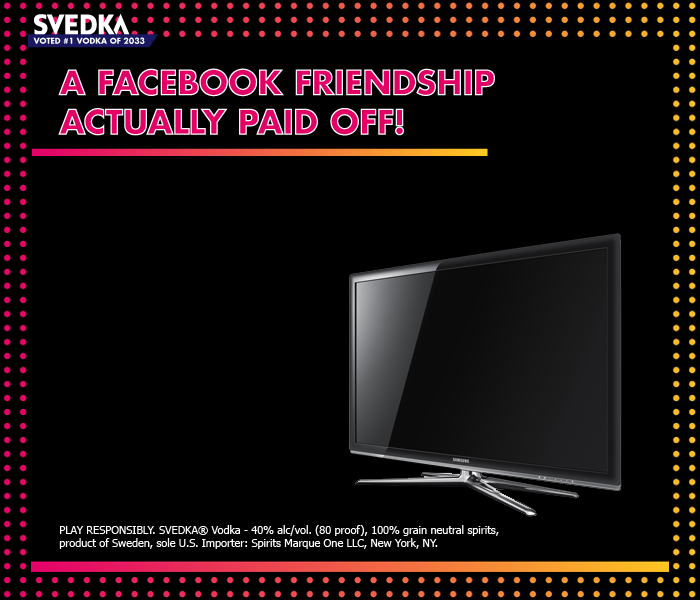 SVEDKA
VOTED #1 VODKA OF 2033
A FACEBOOK FRIENDSHIP
ACTUALLY PAID OFF!
SAMSUNG
PLAY RESPONSIBLY. SVEDKA® Vodka - 40% alc/vol. (80 proof), 100% grain neutral spirits,
product of Sweden, sole U.S. Importer: Spirits Marque One LLC, New York, NY.